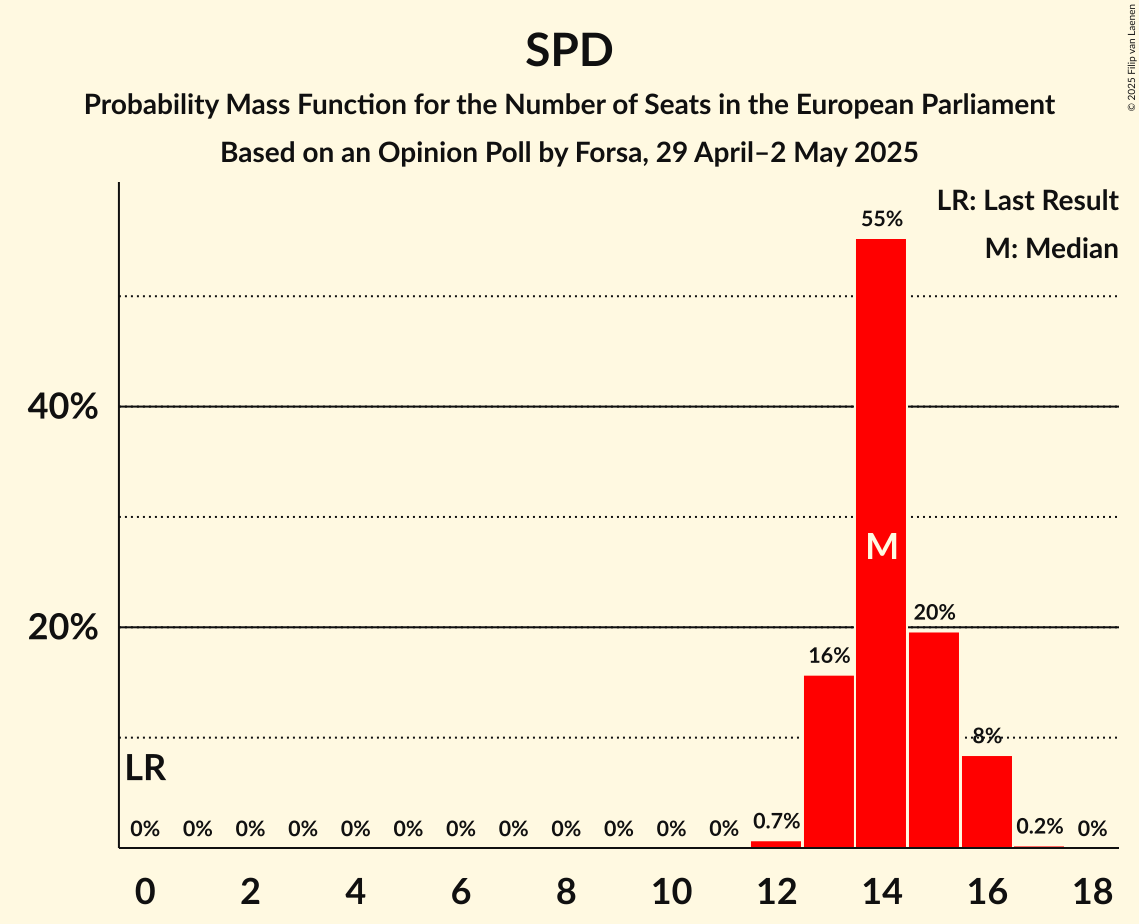 © 2025 Filip van Laenen
SPD
Probability Mass Function for the Number of Seats in the European Parliament
Based on an Opinion Poll by Forsa, 29 April–2 May 2025
LR: Last Result
M: Median
55%
40%
M
20%
20%
16%
8%
LR
0% 0% 0% 0% 0% 0% 0% 0% 0% 0% 0% 0% 0.7% 0.2% 0%
0 2 4 6 8 10 12 14 16 18